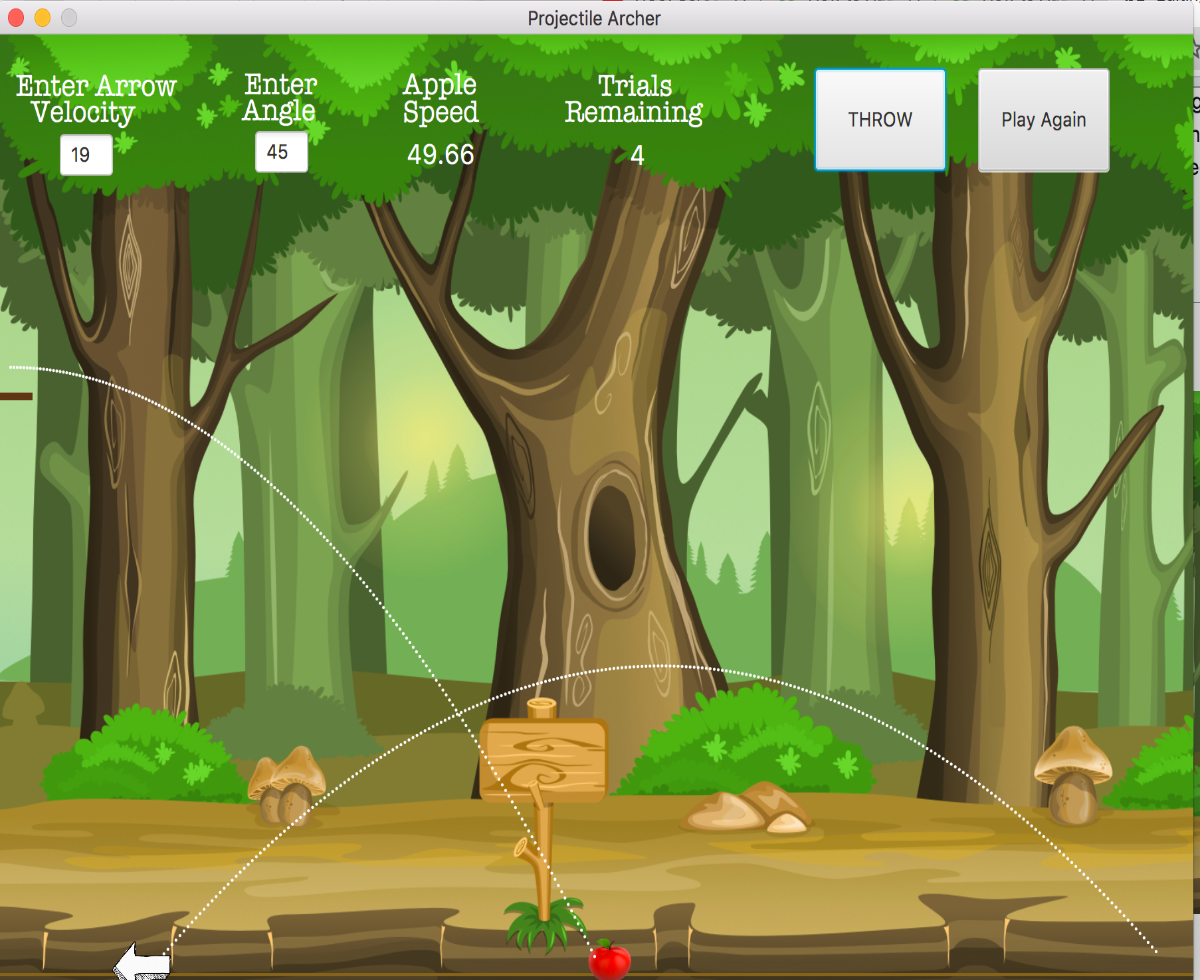 Projectile Archer
Enter Arrow
Velocity
19
Enter
Angle
45
Apple
Speed
49.66
Trials
Remaining
4
THROW
Play Again